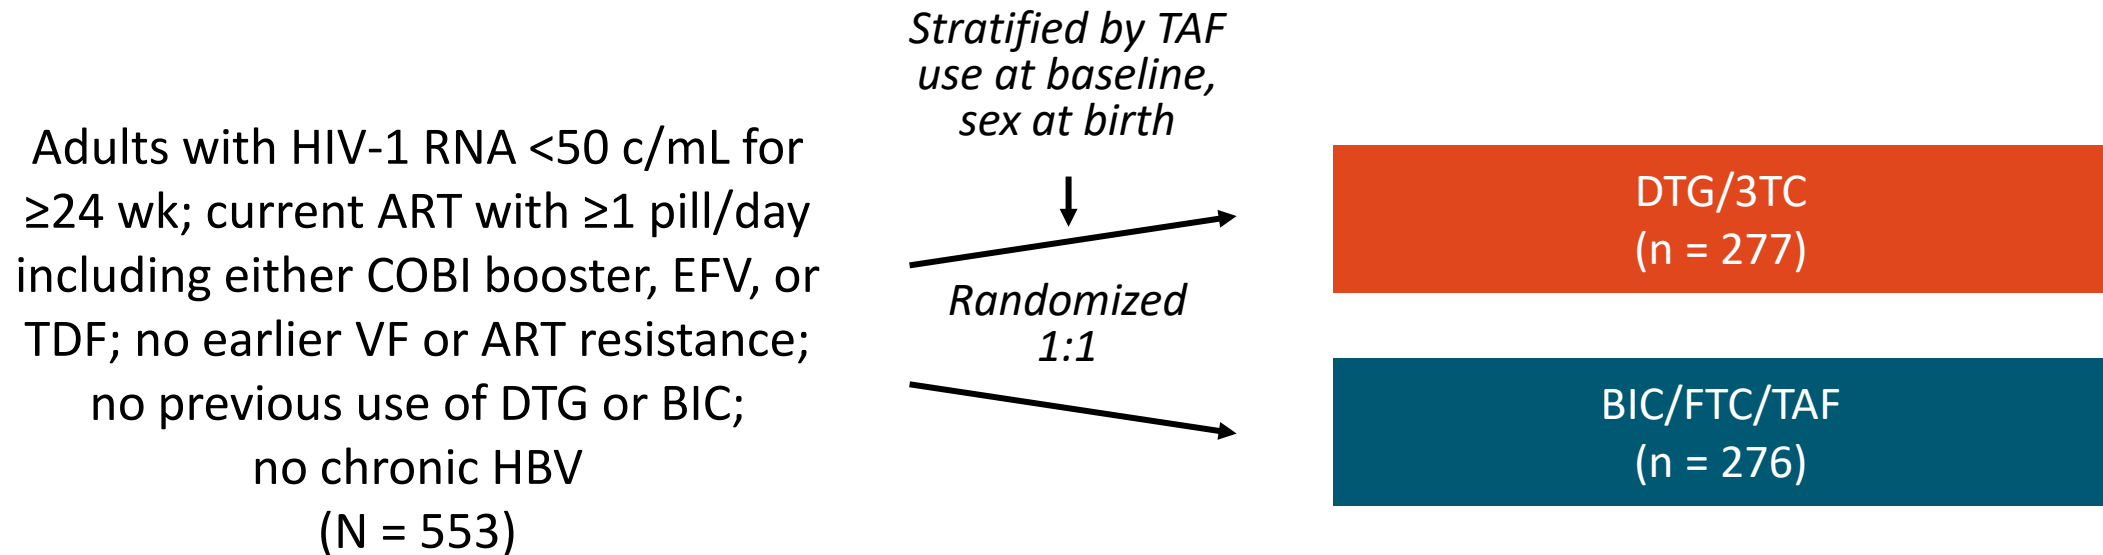 Adults with HIV-1 RNA <50 c/mL for
≥24 wk; current ART with ≥1 pill/day
including either COBI booster, EFV, or
TDF; no earlier VF or ART resistance;
no previous use of DTG or BIC;
no chronic HBV
(N = 553)
Stratified by TAF
use at baseline,
sex at birth
Randomized
1:1
DTG/3TC
(n = 277)
BIC/FTC/TAF
(n = 276)